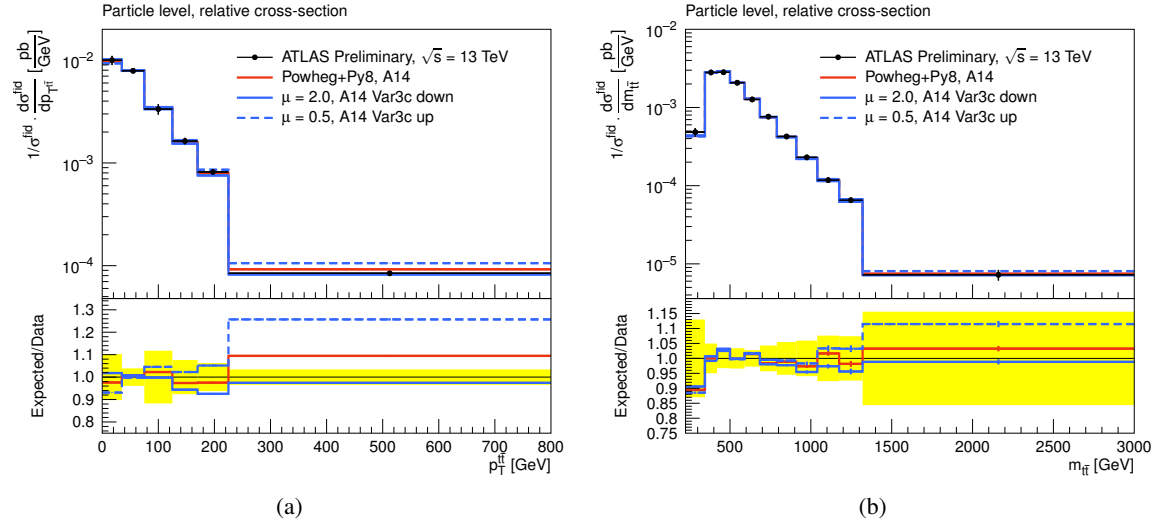 Particle level, relative cross-section
1/σ^fid · dσ^fid/dp_T^tt̄ [pb/GeV]
10⁻²
10⁻³
10⁻⁴
ATLAS Preliminary, √s = 13 TeV
Powheg+Py8, A14
μ = 2.0, A14 Var3c down
μ = 0.5, A14 Var3c up
Expected/Data
1.3
1.2
1.1
1.0
0.9
0.8
0 100 200 300 400 500 600 700 800
p_T^tt̄ [GeV]
(a)
Particle level, relative cross-section
1/σ^fid · dσ^fid/dm_tt̄ [pb/GeV]
10⁻²
10⁻³
10⁻⁴
10⁻⁵
ATLAS Preliminary, √s = 13 TeV
Powheg+Py8, A14
μ = 2.0, A14 Var3c down
μ = 0.5, A14 Var3c up
Expected/Data
1.15
1.1
1.05
1.00
0.95
0.9
0.85
0.8
0.75
500 1000 1500 2000 2500 3000
m_tt̄ [GeV]
(b)